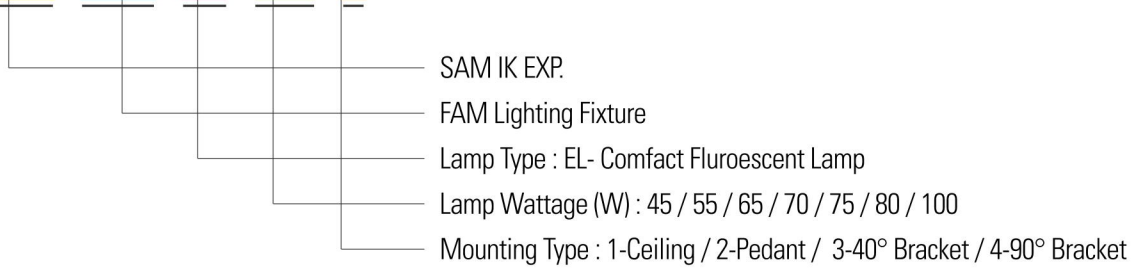 SAM IK EXP.
FAM Lighting Fixture
Lamp Type : EL- Comfact Fluroescent Lamp
Lamp Wattage (W) : 45 / 55 / 65 / 70 / 75 / 80 / 100
Mounting Type : 1-Ceiling / 2-Pedant / 3-40° Bracket / 4-90° Bracket